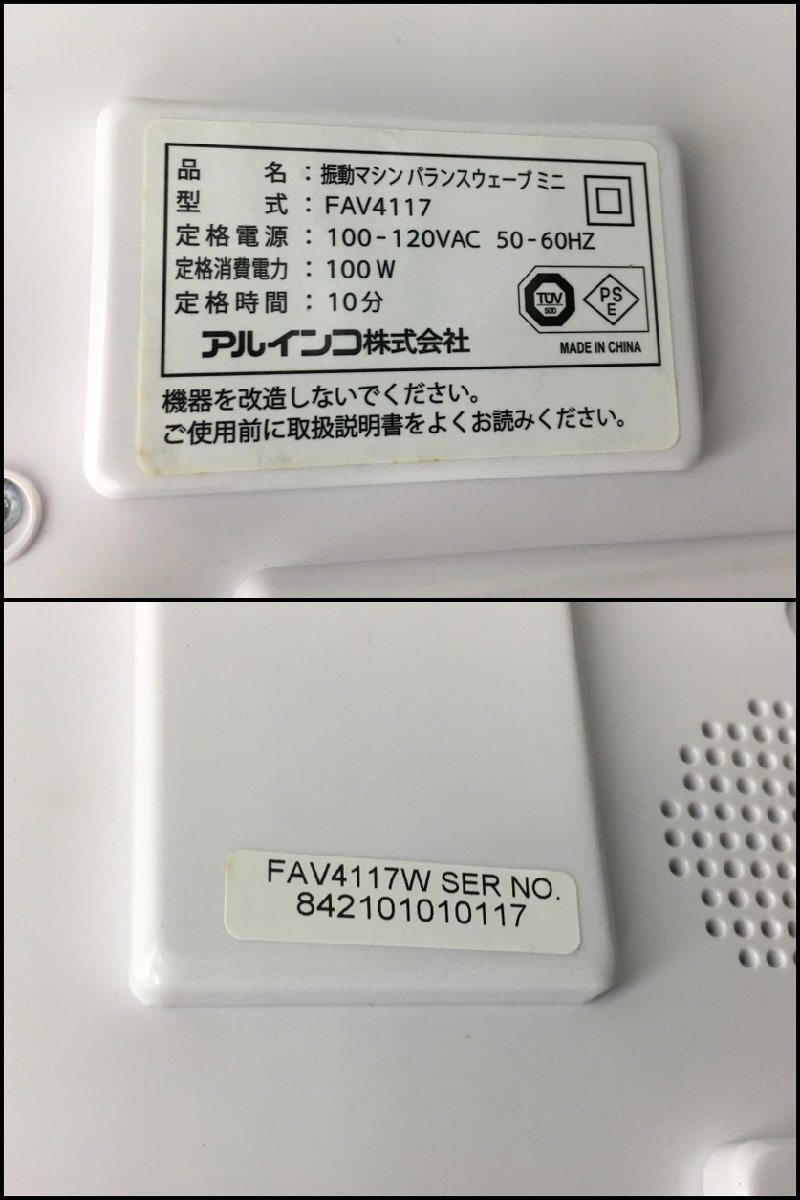 品名：振動マシン バランスウェーブ ミニ
型式：FAV4117
定格電源：100-120VAC 50-60HZ
定格消費電力：100W
定格時間：10分
TÜV
SÜD
PS
E
アルインコ株式会社
MADE IN CHINA
機器を改造しないでください。
ご使用前に取扱説明書をよくお読みください。
FAV4117W SER NO.
842101010117